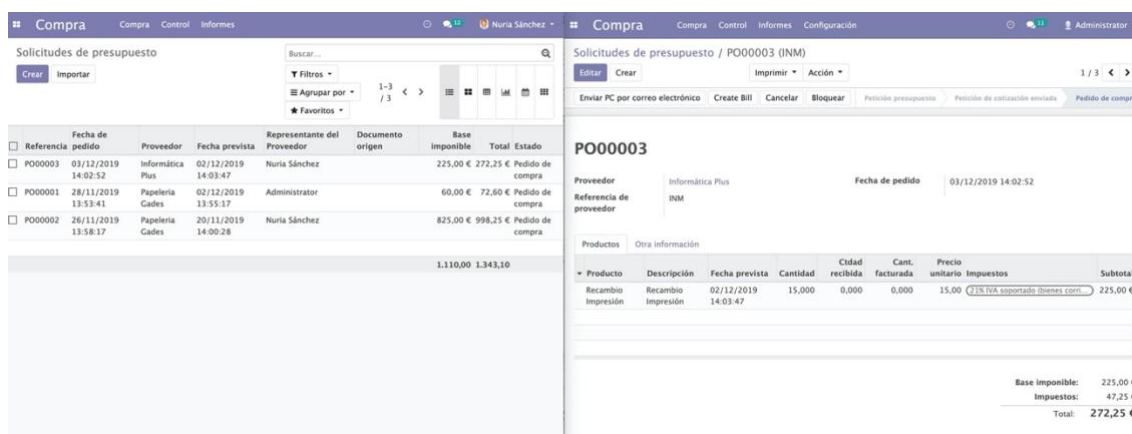 Compra Compra Control Informes 12 Nuria Sánchez
Solicitudes de presupuesto
Buscar...
Crear Importar
Filtros
Agrupar por
Favoritos
1-3 / 3
Referencia Fecha de pedido Proveedor Fecha prevista Representante del Proveedor Documento origen Base imponible Total Estado
PO00003 03/12/2019 14:02:52 Informática Plus 02/12/2019 14:03:47 Nuria Sánchez 225,00 € 272,25 € Pedido de compra
PO00001 28/11/2019 13:53:41 Papeleria Gades 02/12/2019 13:55:17 Administrator 60,00 € 72,60 € Pedido de compra
PO00002 26/11/2019 13:58:17 Papeleria Gades 20/11/2019 14:00:28 Nuria Sánchez 825,00 € 998,25 € Pedido de compra
1.110,00 1.343,10
Compra Compra Control Informes Configuración 11 Administrator
Solicitudes de presupuesto / PO00003 (INM)
Editar Crear Imprimir Acción 1 / 3
Enviar PC por correo electrónico Create Bill Cancelar Bloquear Petición presupuesto Petición de cotización enviada Pedido de compr
PO00003
Proveedor Informática Plus Fecha de pedido 03/12/2019 14:02:52
Referencia de proveedor INM
Productos Otra información
Producto Descripción Fecha prevista Cantidad Ctdad recibida Cant. facturada Precio unitario Impuestos Subtotal
Recambio Impresión Recambio Impresión 02/12/2019 14:03:47 15,000 0,000 0,000 15,00 21% IVA soportado (bienes corri... 225,00 €
Base imponible: 225,00
Impuestos: 47,25
Total: 272,25 €